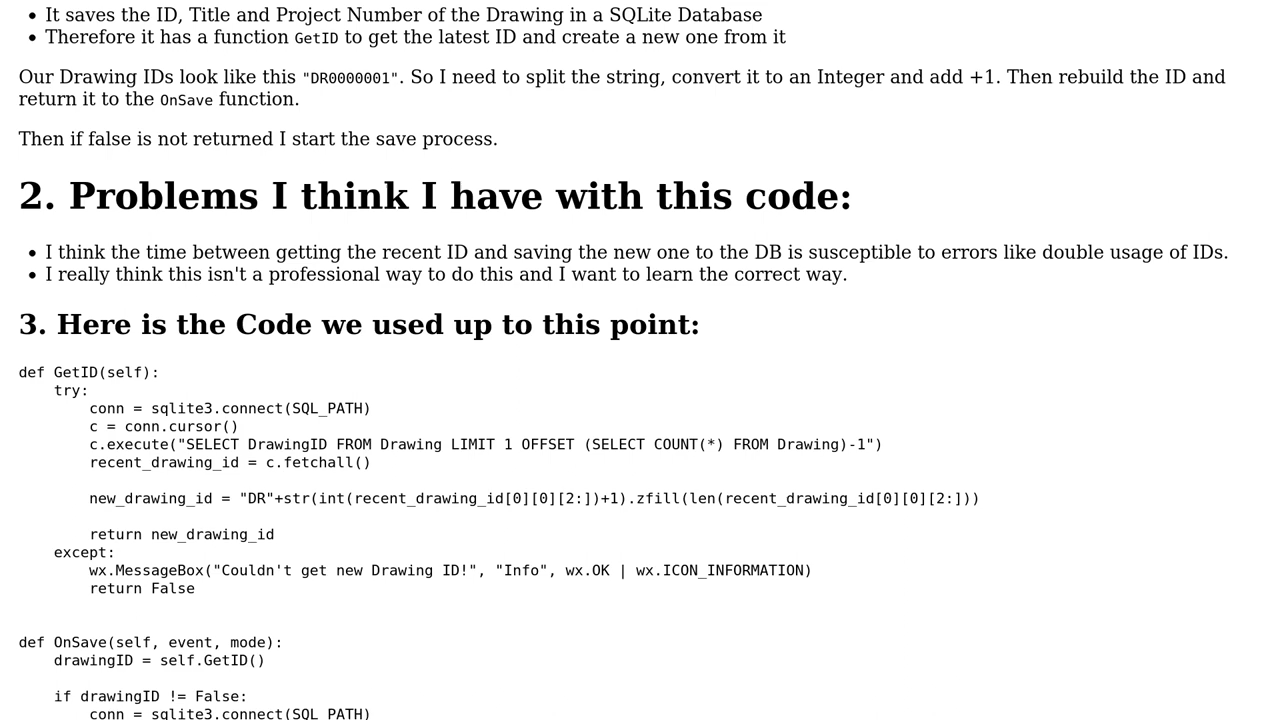 • It saves the ID, Title and Project Number of the Drawing in a SQLite Database
• Therefore it has a function GetID to get the latest ID and create a new one from it
Our Drawing IDs look like this "DR0000001". So I need to split the string, convert it to an Integer and add +1. Then rebuild the ID and
return it to the OnSave function.
Then if false is not returned I start the save process.
2. Problems I think I have with this code:
• I think the time between getting the recent ID and saving the new one to the DB is susceptible to errors like double usage of IDs.
• I really think this isn't a professional way to do this and I want to learn the correct way.
3. Here is the Code we used up to this point:
def GetID(self):
    try:
        conn = sqlite3.connect(SQL_PATH)
        c = conn.cursor()
        c.execute("SELECT DrawingID FROM Drawing LIMIT 1 OFFSET (SELECT COUNT(*) FROM Drawing)-1")
        recent_drawing_id = c.fetchall()
        new_drawing_id = "DR"+str(int(recent_drawing_id[0][0][2:])+1).zfill(len(recent_drawing_id[0][0][2:]))
        return new_drawing_id
    except:
        wx.MessageBox("Couldn't get new Drawing ID!", "Info", wx.OK | wx.ICON_INFORMATION)
        return False
def OnSave(self, event, mode):
    drawingID = self.GetID()
    if drawingID != False:
        conn = sqlite3.connect(SQL_PATH)